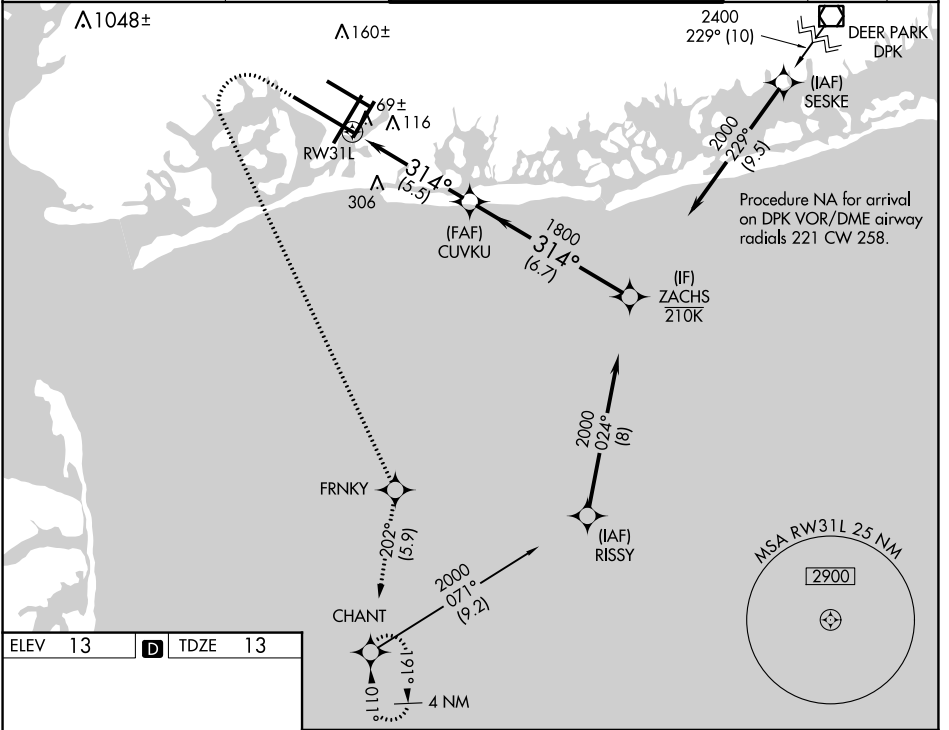 1048±
160±
2400
229° (10)
DEER PARK
DPK
(IAF)
SESKE
69±
116
RW31L
2000
229°
(9.5)
314°
(5.5)
306
Procedure NA for arrival
on DPK VOR/DME airway
radials 221 CW 258.
(FAF)
CUVKU
1800
314°
(6.7)
(IF)
ZACHS
210K
2000
024°
(8)
FRNKY
202°
(5.9)
(IAF)
RISSY
MSA RW31L 25 NM
2900
2000
071°
(9.2)
CHANT
191°
011°
4 NM
ELEV 13 D TDZE 13